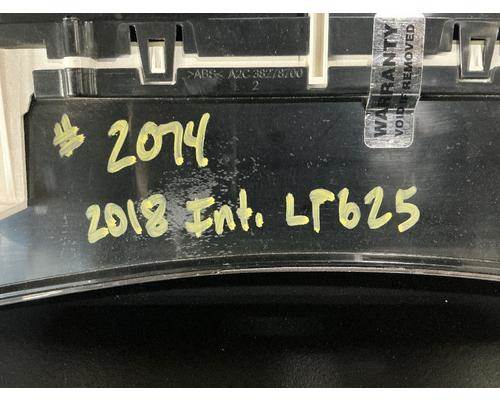 >ABS< A2C 38278700
2
WARRANTY
VOID IF REMOVED
# 2074
2018 Int. LT625